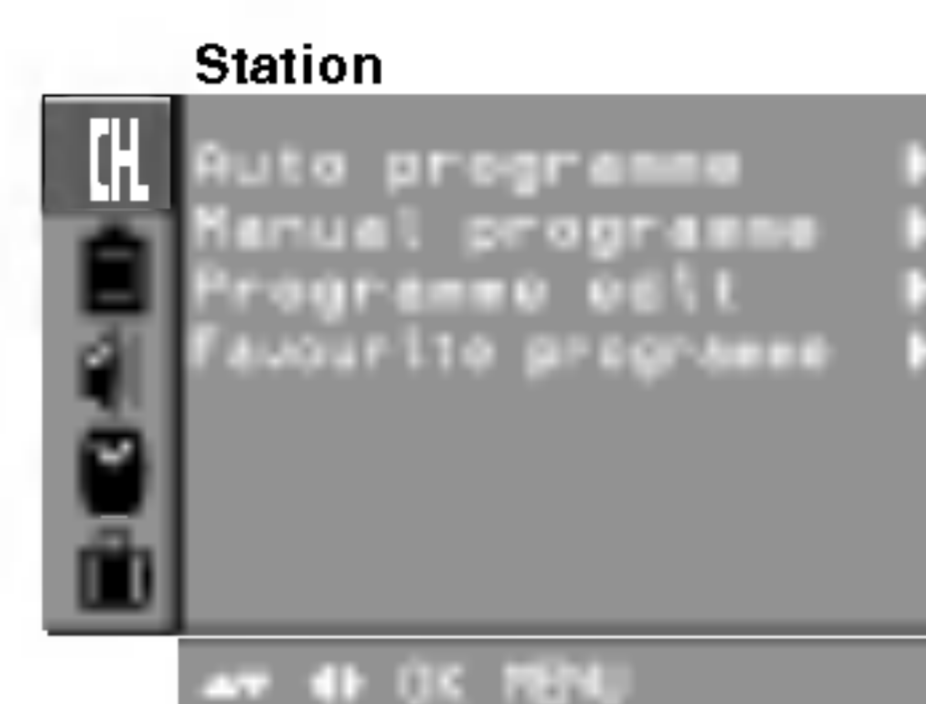 Station
CH
Auto programme
Manual programme
Programme edit
Favourite programme
OK MENU